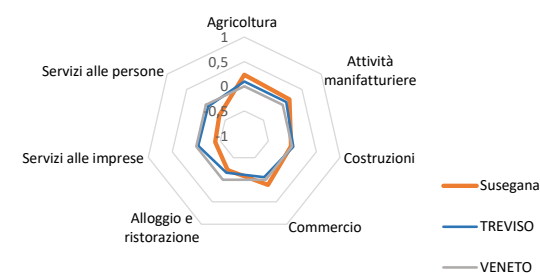 Agricoltura
1
0,5
0
-0,5
-1
Attività
manifatturiere
Costruzioni
Commercio
Alloggio e
ristorazione
Servizi alle imprese
Servizi alle persone
Susegana
TREVISO
VENETO